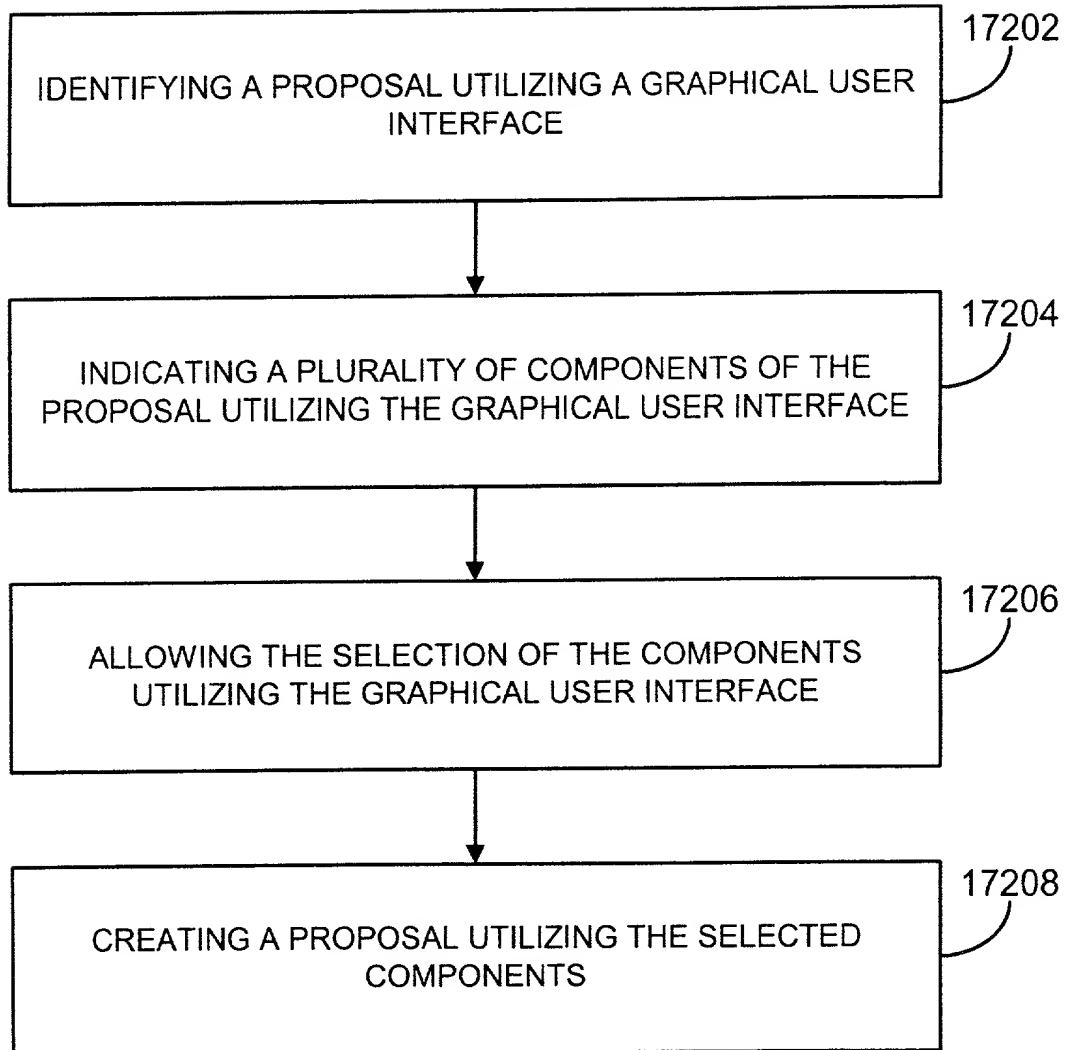 17202
IDENTIFYING A PROPOSAL UTILIZING A GRAPHICAL USER
INTERFACE
17204
INDICATING A PLURALITY OF COMPONENTS OF THE
PROPOSAL UTILIZING THE GRAPHICAL USER INTERFACE
17206
ALLOWING THE SELECTION OF THE COMPONENTS
UTILIZING THE GRAPHICAL USER INTERFACE
17208
CREATING A PROPOSAL UTILIZING THE SELECTED
COMPONENTS